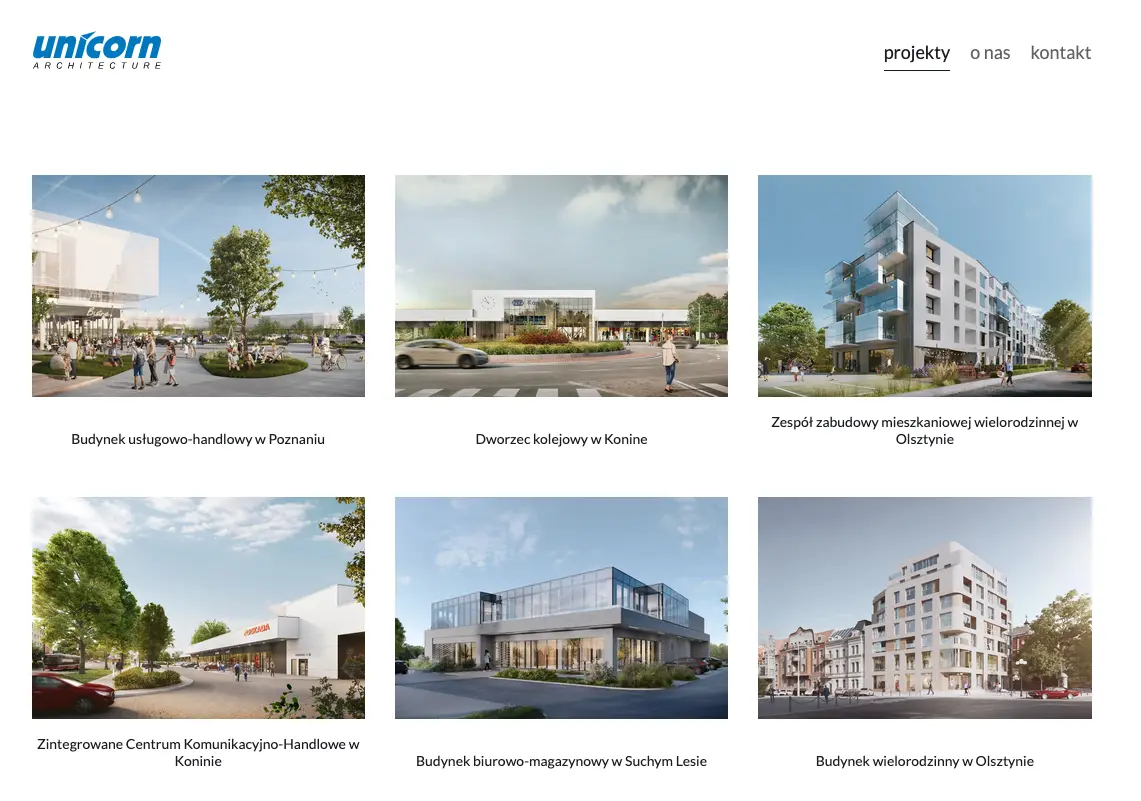 unicorn
ARCHITECTURE
projekty o nas kontakt
Budynek usługowo-handlowy w Poznaniu
Dworzec kolejowy w Konine
Zespół zabudowy mieszkaniowej wielorodzinnej w
Olsztynie
Zintegrowane Centrum Komunikacyjno-Handlowe w
Koninie
Budynek biurowo-magazynowy w Suchym Lesie
Budynek wielorodzinny w Olsztynie